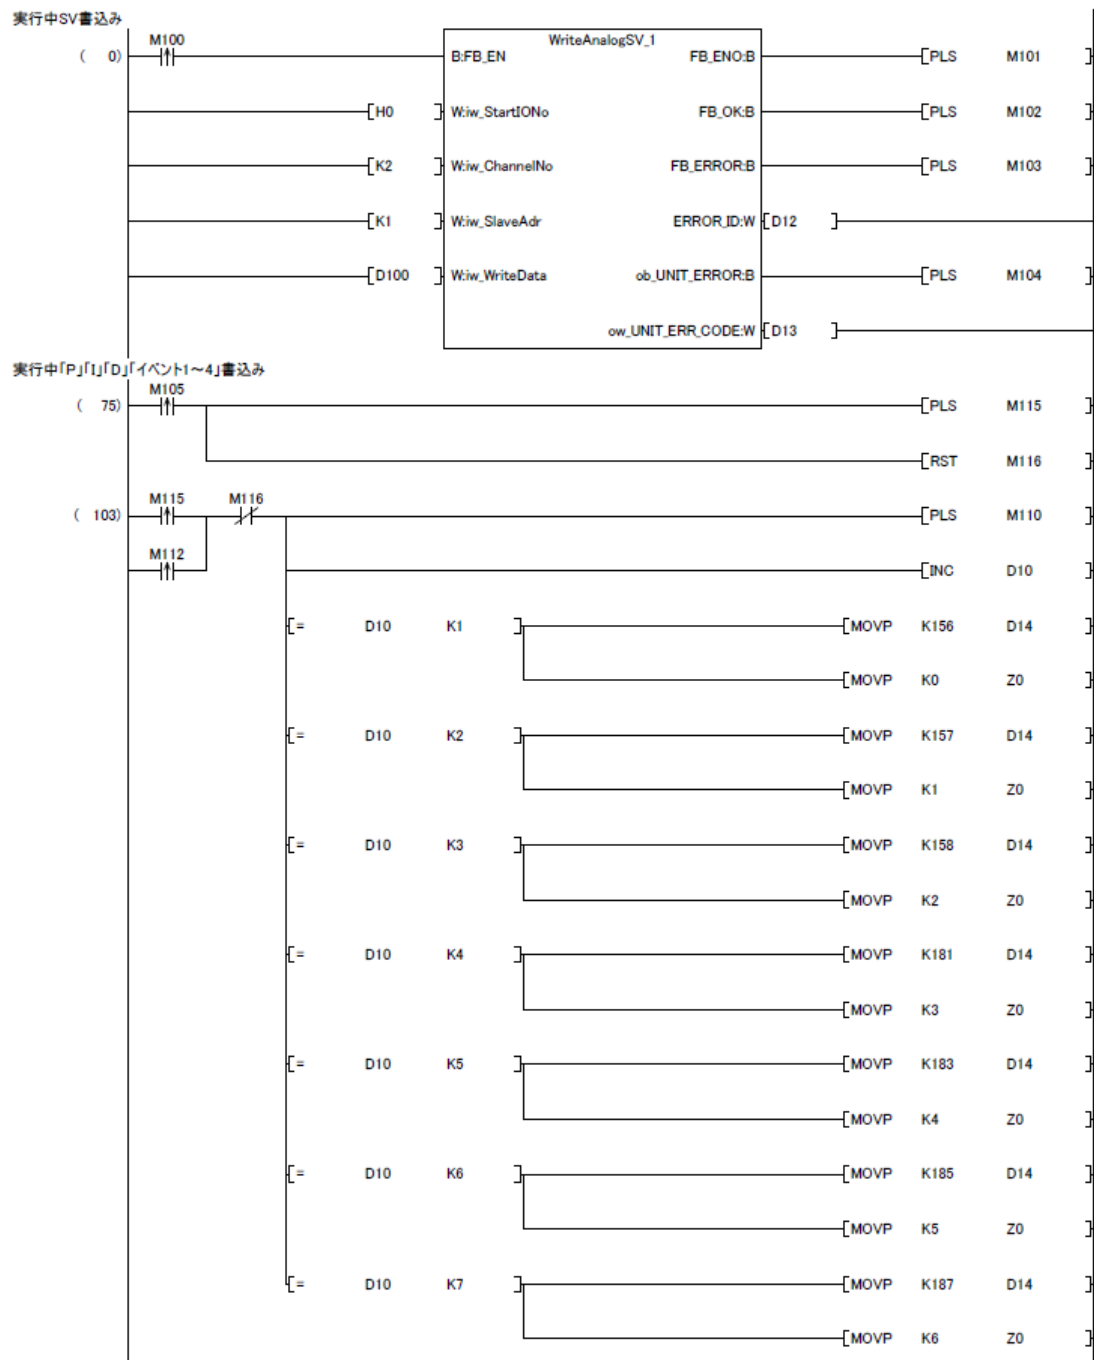 実行中SV書込み
M100 WriteAnalogSV_1
( 0) B:FB_EN FB_ENO:B [PLS M101 ]
[H0 ] W:iw_StartIONo FB_OK:B [PLS M102 ]
[K2 ] W:iw_ChannelNo FB_ERROR:B [PLS M103 ]
[K1 ] W:iw_SlaveAdr ERROR_ID:W [D12 ]
[D100 ] W:iw_WriteData ob_UNIT_ERROR:B [PLS M104 ]
ow_UNIT_ERR_CODE:W [D13 ]
実行中「P」「I」「D」「イベント1～4」書込み
M105
( 75) [PLS M115 ]
[RST M116 ]
M115 M116
( 103) [PLS M110 ]
M112
[INC D10 ]
[= D10 K1 ] [MOVP K156 D14 ]
[MOVP K0 Z0 ]
[= D10 K2 ] [MOVP K157 D14 ]
[MOVP K1 Z0 ]
[= D10 K3 ] [MOVP K158 D14 ]
[MOVP K2 Z0 ]
[= D10 K4 ] [MOVP K181 D14 ]
[MOVP K3 Z0 ]
[= D10 K5 ] [MOVP K183 D14 ]
[MOVP K4 Z0 ]
[= D10 K6 ] [MOVP K185 D14 ]
[MOVP K5 Z0 ]
[= D10 K7 ] [MOVP K187 D14 ]
[MOVP K6 Z0 ]